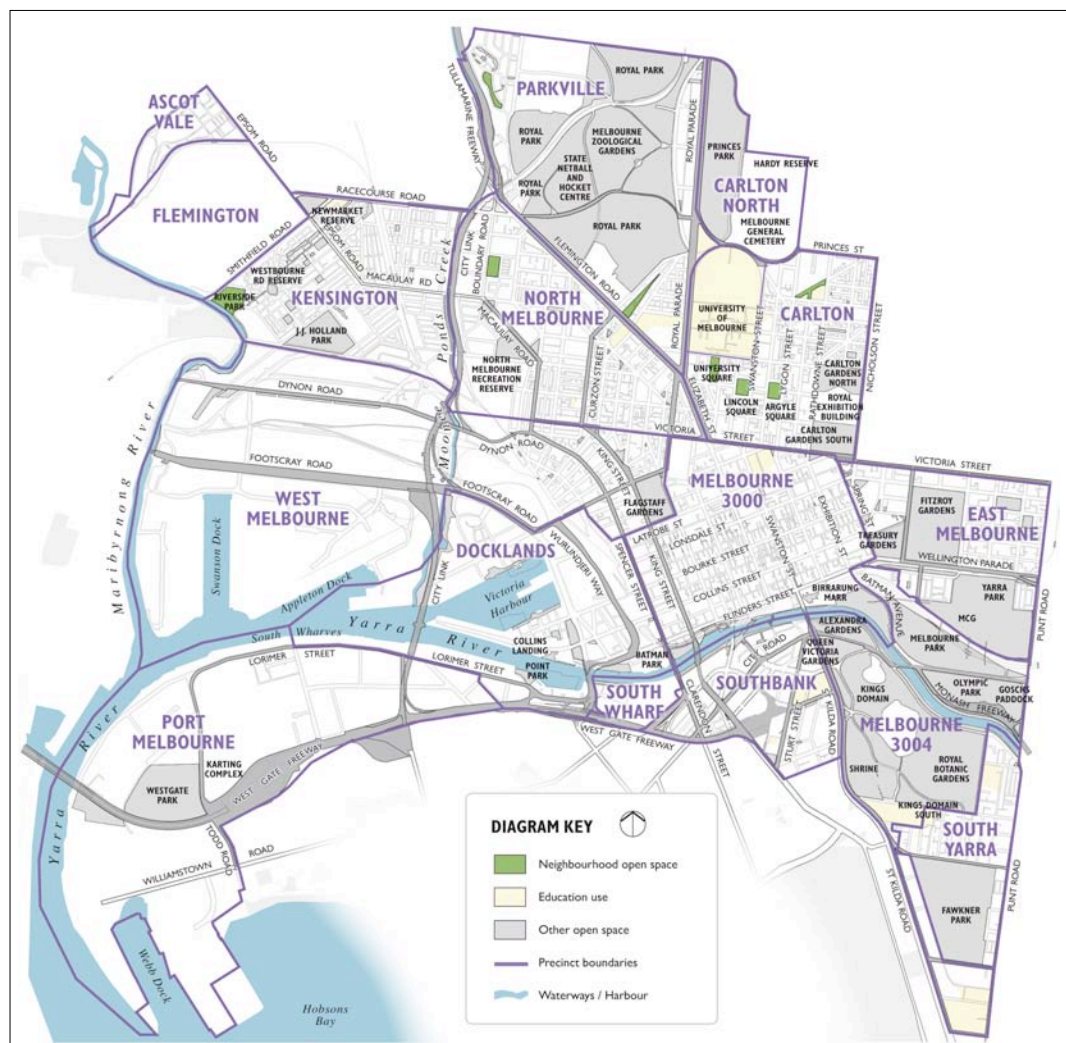 ROYAL PARK
PARKVILLE
TULLAMARINE FREEWAY
ASCOT
VALE
EPSOM ROAD
ROYAL
PARK
MELBOURNE
ZOOLOGICAL
GARDENS
ROYAL PARADE
PRINCES
PARK
HARDY RESERVE
STATE
NETBALL
AND
HOCKET
CENTRE
ROYAL
PARK
CARLTON
NORTH
FLEMINGTON
RACECOURSE ROAD
NEWMARKET
RESERVE
ROYAL PARK
MELBOURNE
GENERAL
CEMETERY
PRINCES ST
SMITHFIELD ROAD
EPSOM ROAD
CITY LINK
BOUNDARY ROAD
FLEMINGTON ROAD
WESTBOURNE
RD RESERVE
MACAULAY RD
RIVERSIDE
PARK
KENSINGTON
NORTH
MELBOURNE
ROYAL PARADE
UNIVERSITY
OF
MELBOURNE
SWANSTON STREET
LYGON STREET
CARLTON
RATHDOWNE STREET
NICHOLSON STREET
J.J. HOLLAND
PARK
Moonee Ponds Creek
MACAULAY ROAD
NORTH
MELBOURNE
RECREATION
RESERVE
CURZON STREET
ELIZABETH ST
UNIVERSITY
SQUARE
LINCOLN
SQUARE
ARGYLE
SQUARE
CARLTON
GARDENS
NORTH
ROYAL
EXHIBITION
BUILDING
CARLTON
GARDENS SOUTH
DYNON ROAD
VICTORIA STREET
DYNON ROAD
KING STREET
VICTORIA STREET
FOOTSCRAY ROAD
FOOTSCRAY ROAD
Maribyrnong River
WEST
MELBOURNE
FLAGSTAFF
GARDENS
MELBOURNE
3000
SPRING ST
FITZROY
GARDENS
EAST
MELBOURNE
DOCKLANDS
WURUNDJERI WAY
LATROBE ST
LONSDALE ST
BOURKE STREET
COLLINS STREET
FLINDERS STREET
SWANSTON ST
EXHIBITION ST
TREASURY
GARDENS
WELLINGTON PARADE
Swanson Dock
Appleton Dock
CITY LINK
Victoria
Harbour
SPENCER STREET
KING STREET
BIRRARUNG
MARR
BATMAN AVENUE
YARRA
PARK
MCG
PUNT ROAD
South Wharves
Yarra River
LORIMER STREET
LORIMER STREET
COLLINS
LANDING
POINT
PARK
BATMAN
PARK
ALEXANDRA
GARDENS
QUEEN
VICTORIA
GARDENS
MELBOURNE
PARK
CITY ROAD
SOUTHBANK
SOUTH
WHARF
CLARENDON STREET
WEST GATE FREEWAY
STURT STREET
ST KILDA ROAD
KINGS
DOMAIN
OLYMPIC
PARK
GOSCHS
PADDOCK
MONASH FREEWAY
MELBOURNE
3004
PORT
MELBOURNE
KARTING
COMPLEX
WEST GATE FREEWAY
WESTGATE
PARK
SHRINE
ROYAL
BOTANIC
GARDENS
KINGS DOMAIN
SOUTH
SOUTH
YARRA
TODD ROAD
WILLIAMSTOWN ROAD
Yarra River
ST KILDA ROAD
FAWKNER
PARK
PUNT ROAD
Webb Dock
Hobsons
Bay
DIAGRAM KEY
Neighbourhood open space
Education use
Other open space
Precinct boundaries
Waterways / Harbour
ROYAL
PARK